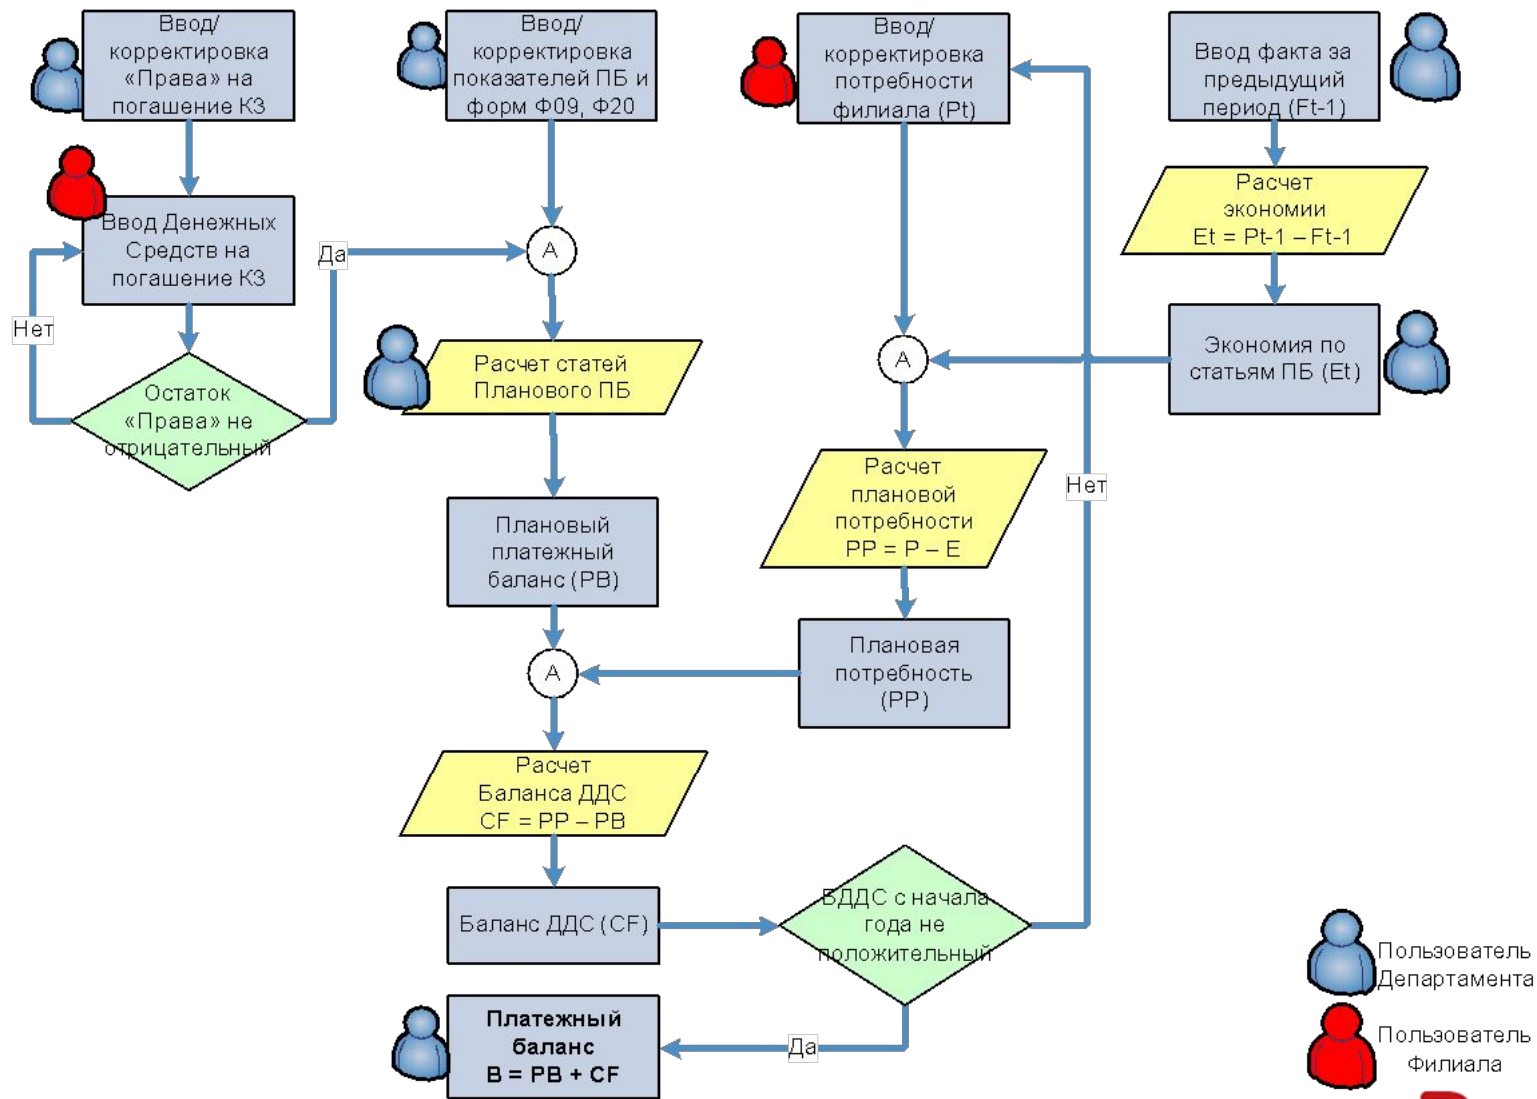 Ввод/
корректировка
«Права» на
погашение КЗ
Ввод/
корректировка
показателей ПБ и
форм Ф09, Ф20
Ввод/
корректировка
потребности
филиала (Pt)
Ввод факта за
предыдущий
период (Ft-1)
Ввод Денежных
Средств на
погашение КЗ
Расчет
экономии
Et = Pt-1 – Ft-1
Да
А
Нет
Остаток
«Права» не
отрицательный
Расчет статей
Планового ПБ
А
Экономия по
статьям ПБ (Et)
Расчет
плановой
потребности
PP = P – E
Нет
Плановый
платежный
баланс (PB)
Плановая
потребность
(PP)
А
Расчет
Баланса ДДС
CF = PP – PB
Баланс ДДС (CF)
БДДС с начала
года не
положительный
Да
Платежный
баланс
B = PB + CF
Пользователь
Департамента
Пользователь
Филиала